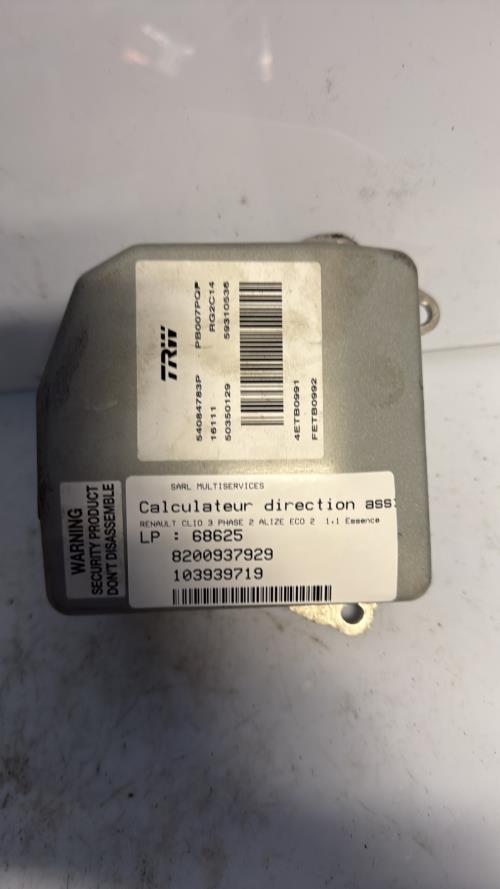 TRW
54084783P PB007PGP
16111 RG2C14
50350129 59310536
4ETB0991
FETB0992
WARNING
SECURITY PRODUCT
DON'T DISASSEMBLE
SARL MULTISERVICES
Calculateur direction ass
RENAULT CLIO 3 PHASE 2 ALIZE ECO 2 1.1 Essence
LP : 68625
8200937929
103939719